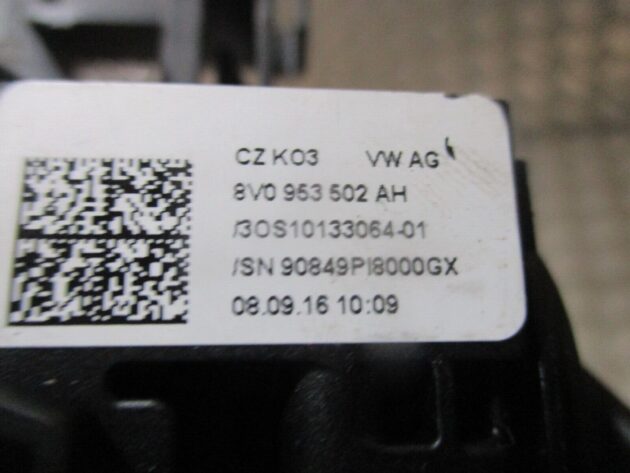 CZ K03 VW AG
8V0 953 502 AH
/3OS10133064-01
/SN 90849PI8000GX
08.09.16 10:09